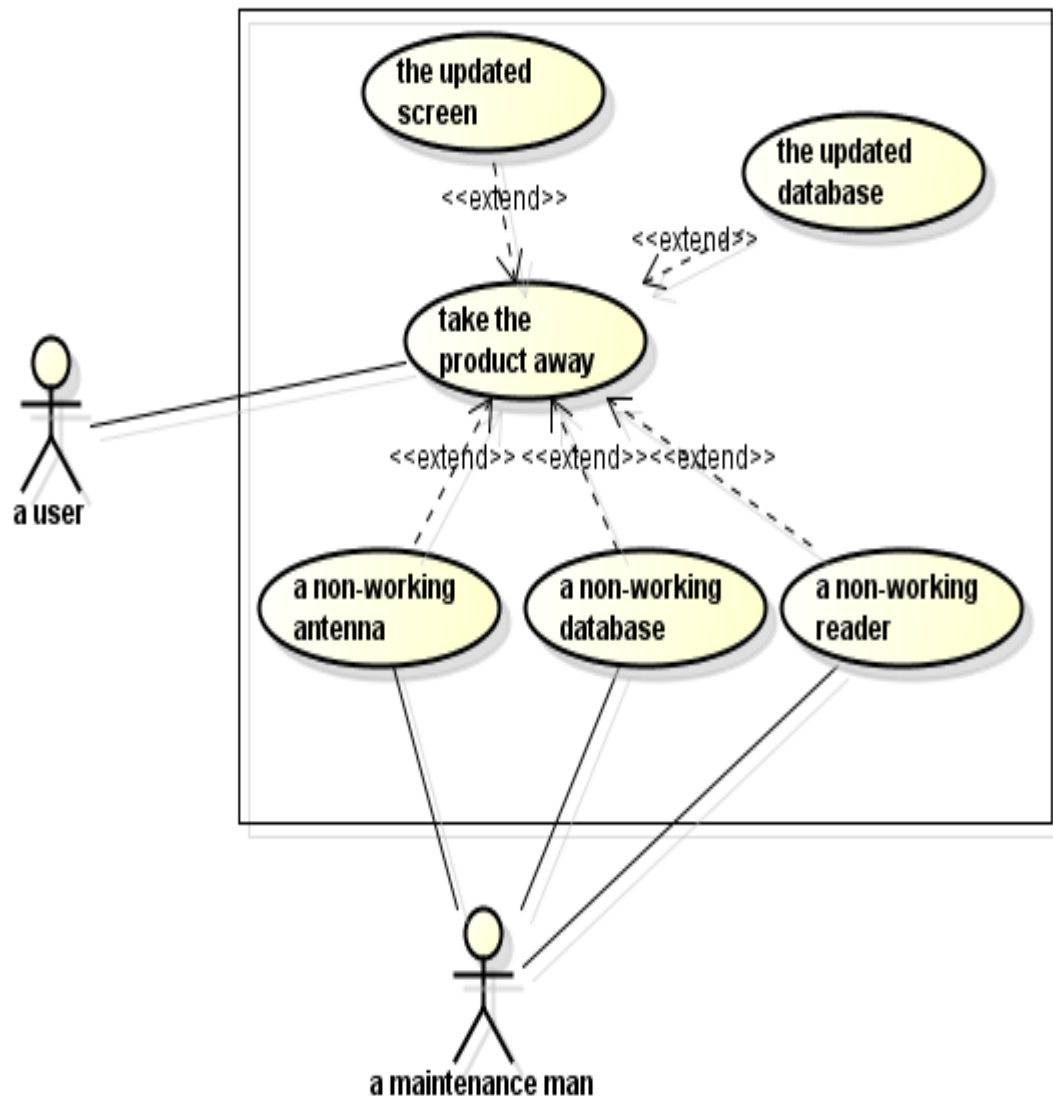 the updated
screen
the updated
database
<<extend>>
<<extend>>
take the
product away
a user
<<extend>> <<extend>> <<extend>>
a non-working
antenna
a non-working
database
a non-working
reader
a maintenance man